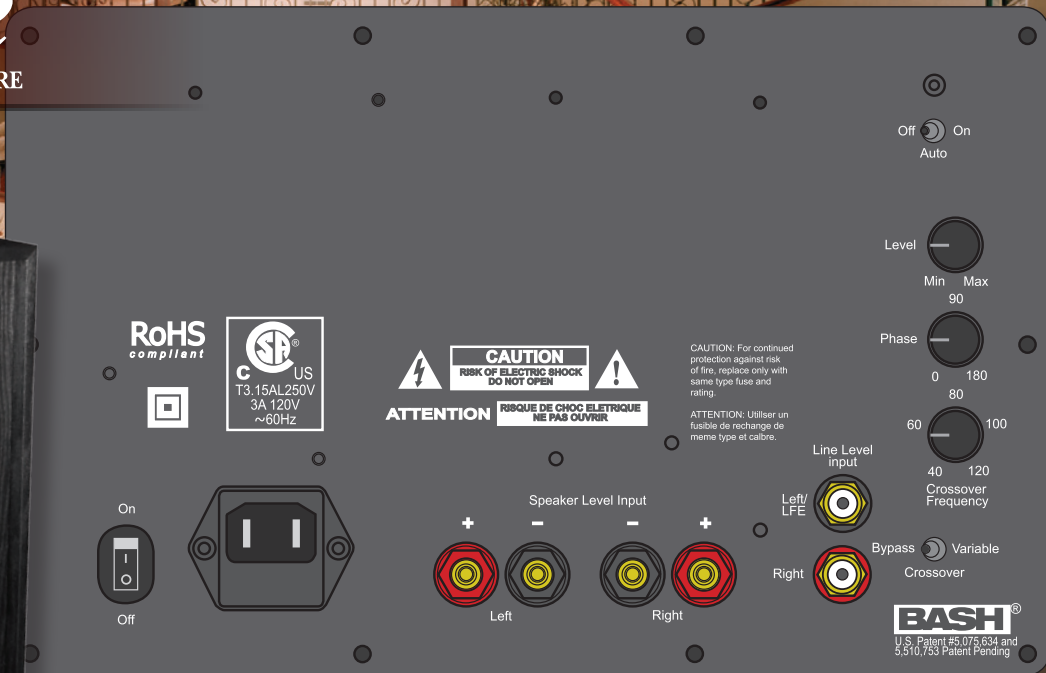 RE
Off
On
Auto
Level
Min
Max
90
Phase
0
180
80
60
100
40
120
Crossover
Frequency
RoHS
compliant
CSA®
C
US
T3.15AL250V
3A 120V
~60Hz
CAUTION
RISK OF ELECTRIC SHOCK
DO NOT OPEN
!
ATTENTION
RISQUE DE CHOC ELETRIQUE
NE PAS OUVRIR
CAUTION: For continued
protection against risk
of fire, replace only with
same type fuse and
rating.
ATTENTION: Utiliser un
fusible de rechange de
meme type et calbre.
Line Level
input
Left/
LFE
Right
Bypass
Variable
Crossover
On
I
O
Off
Speaker Level Input
+
–
–
+
Left
Right
BASH®
U.S. Patent #5,075,634 and
5,510,753 Patent Pending